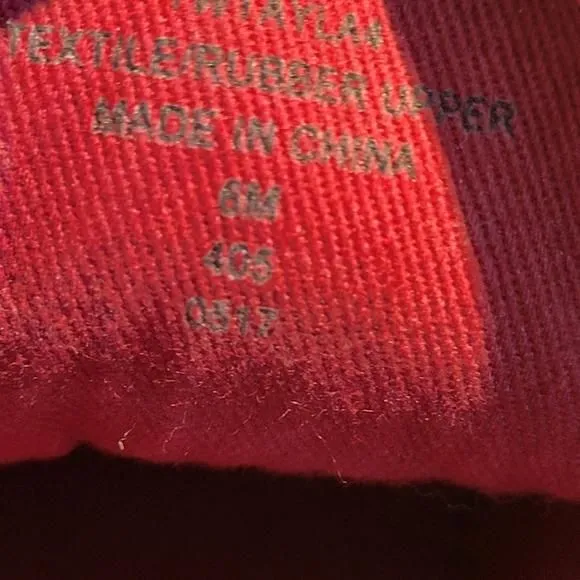 TEXTILE/RUBBER UPPER
MADE IN CHINA
6M
405
0517